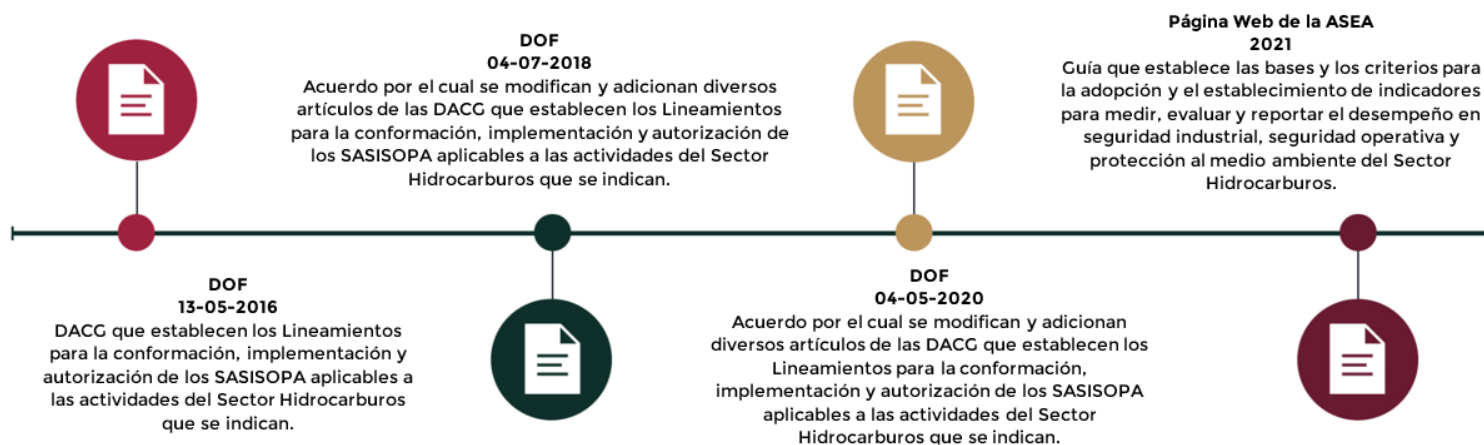 DOF
13-05-2016
DACG que establecen los Lineamientos
para la conformación, implementación y
autorización de los SASISOPA aplicables a
las actividades del Sector Hidrocarburos
que se indican.
DOF
04-07-2018
Acuerdo por el cual se modifican y adicionan diversos
artículos de las DACG que establecen los Lineamientos
para la conformación, implementación y autorización de
los SASISOPA aplicables a las actividades del Sector
Hidrocarburos que se indican.
DOF
04-05-2020
Acuerdo por el cual se modifican y adicionan
diversos artículos de las DACG que establecen los
Lineamientos para la conformación,
implementación y autorización de los SASISOPA
aplicables a las actividades del Sector
Hidrocarburos que se indican.
Página Web de la ASEA
2021
Guía que establece las bases y los criterios para
la adopción y el establecimiento de indicadores
para medir, evaluar y reportar el desempeño en
seguridad industrial, seguridad operativa y
protección al medio ambiente del Sector
Hidrocarburos.